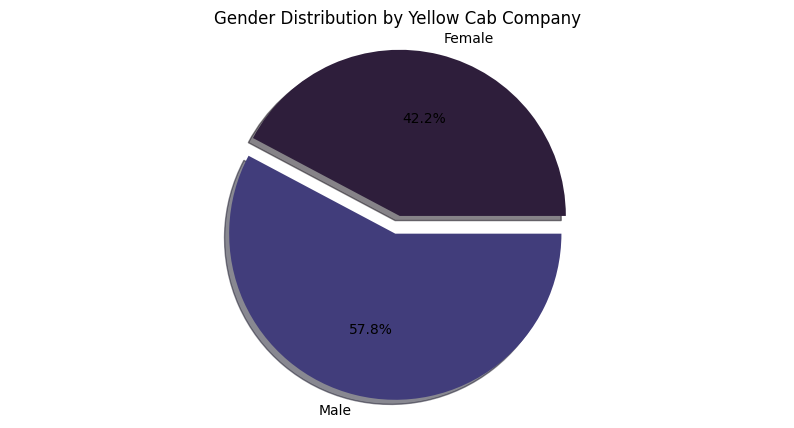 Gender Distribution by Yellow Cab Company
Female
42.2%
57.8%
Male